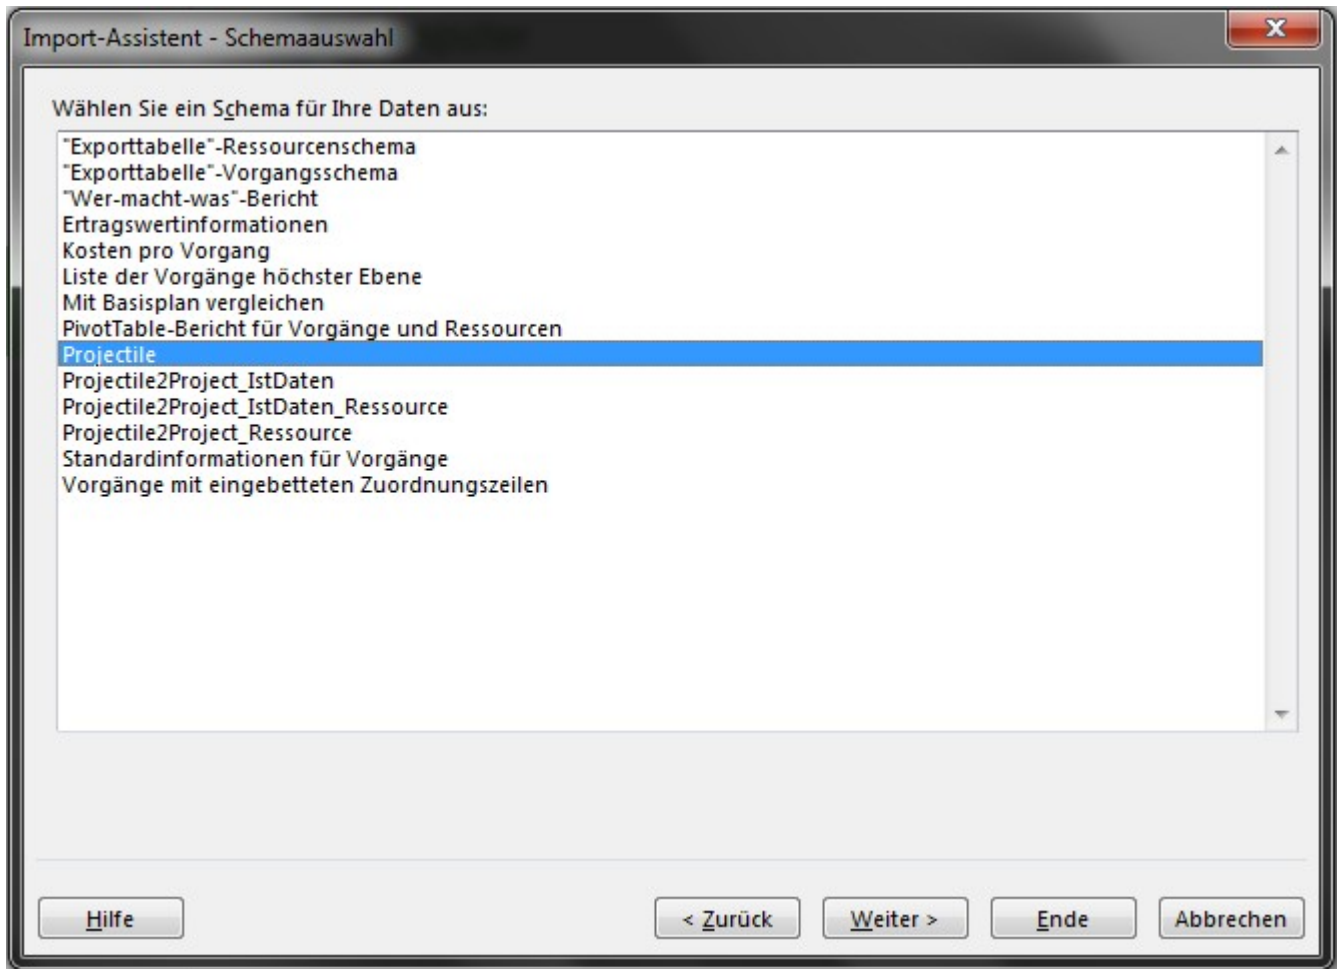 Import-Assistent - Schemaauswahl
Wählen Sie ein Schema für Ihre Daten aus:
"Exporttabelle"-Ressourcenschema
"Exporttabelle"-Vorgangsschema
"Wer-macht-was"-Bericht
Ertragswertinformationen
Kosten pro Vorgang
Liste der Vorgänge höchster Ebene
Mit Basisplan vergleichen
PivotTable-Bericht für Vorgänge und Ressourcen
Projectile
Projectile2Project_IstDaten
Projectile2Project_IstDaten_Ressource
Projectile2Project_Ressource
Standardinformationen für Vorgänge
Vorgänge mit eingebetteten Zuordnungszeilen
Hilfe < Zurück Weiter > Ende Abbrechen